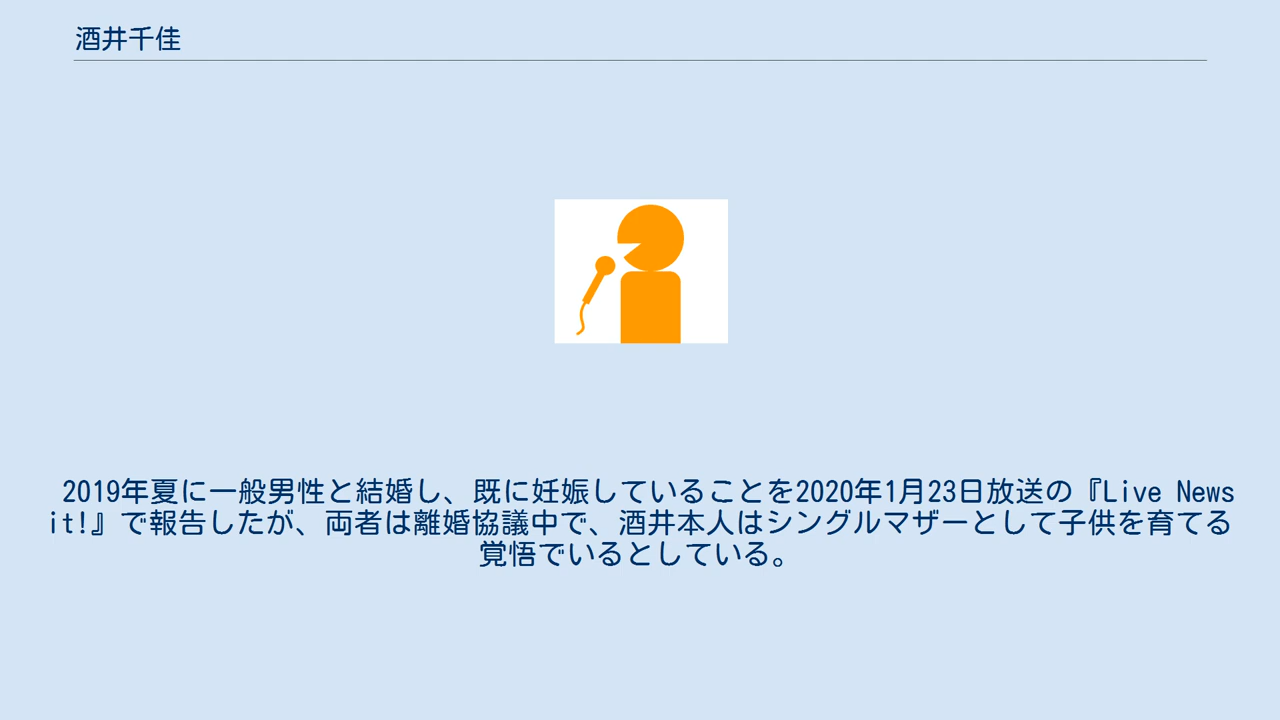 酒井千佳
2019年夏に一般男性と結婚し、既に妊娠していることを2020年1月23日放送の『Live News
it!』で報告したが、両者は離婚協議中で、酒井本人はシングルマザーとして子供を育てる
覚悟でいるとしている。